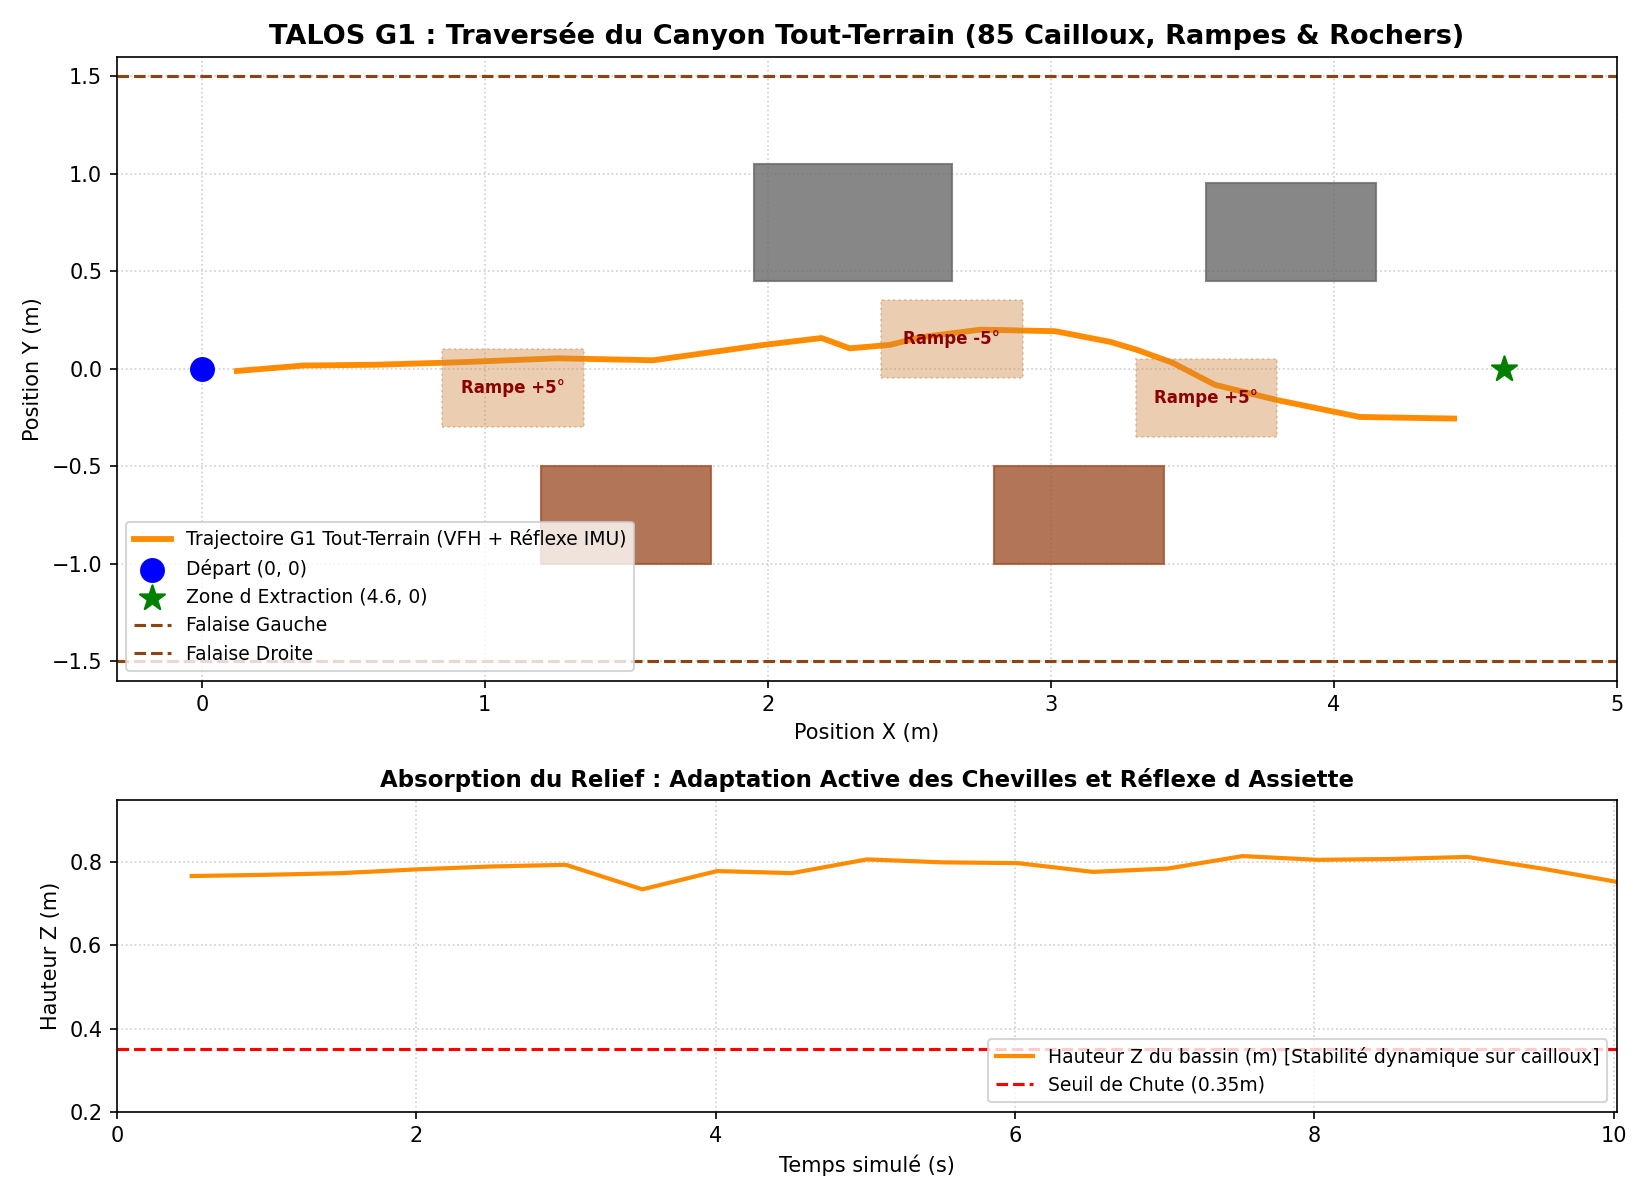 TALOS G1 : Traversée du Canyon Tout-Terrain (85 Cailloux, Rampes & Rochers)
Position Y (m)
1.5
1.0
0.5
0.0
−0.5
−1.0
−1.5
Rampe +5°
Rampe -5°
Rampe +5°
Trajectoire G1 Tout-Terrain (VFH + Réflexe IMU)
Départ (0, 0)
Zone d Extraction (4.6, 0)
Falaise Gauche
Falaise Droite
0 1 2 3 4 5
Position X (m)
Absorption du Relief : Adaptation Active des Chevilles et Réflexe d Assiette
Hauteur Z (m)
0.8
0.6
0.4
0.2
Hauteur Z du bassin (m) [Stabilité dynamique sur cailloux]
Seuil de Chute (0.35m)
0 2 4 6 8 10
Temps simulé (s)